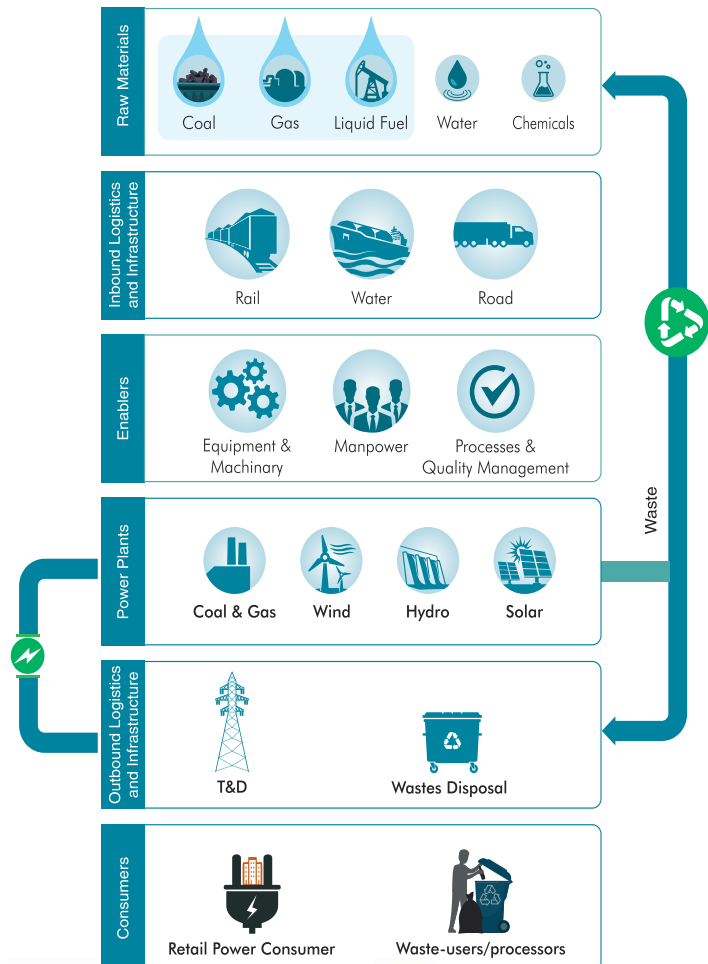 Raw Materials
Coal
Gas
Liquid Fuel
Water
Chemicals
Inbound Logistics
and Infrastructure
Rail
Water
Road
Enablers
Equipment &
Machinary
Manpower
Processes &
Quality Management
Waste
Power Plants
Coal & Gas
Wind
Hydro
Solar
Outbound Logistics
and Infrastructure
T&D
Wastes Disposal
Consumers
Retail Power Consumer
Waste-users/processors